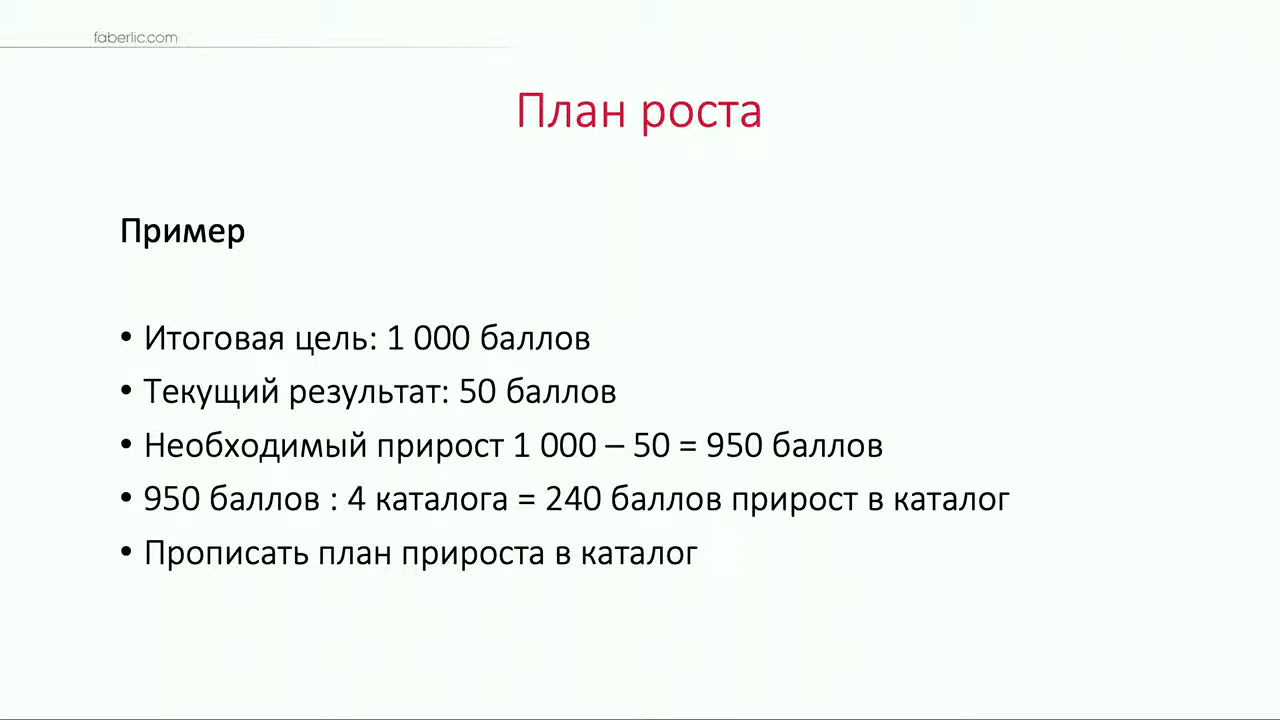 faberlic.com
План роста
Пример
• Итоговая цель: 1 000 баллов
• Текущий результат: 50 баллов
• Необходимый прирост 1 000 – 50 = 950 баллов
• 950 баллов : 4 каталога = 240 баллов прирост в каталог
• Прописать план прироста в каталог